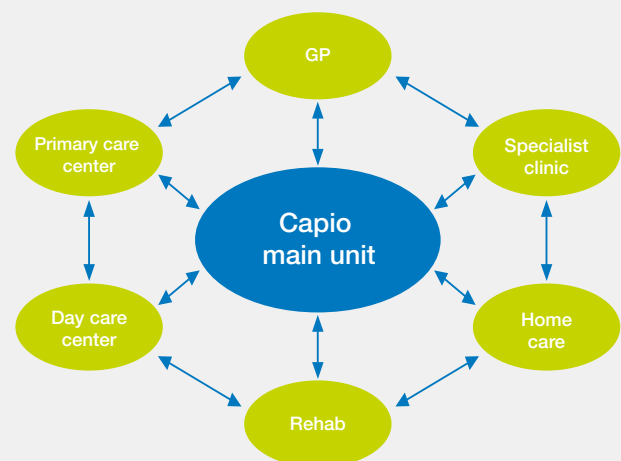 GP
Primary care
center
Specialist
clinic
Capio
main unit
Day care
center
Home
care
Rehab